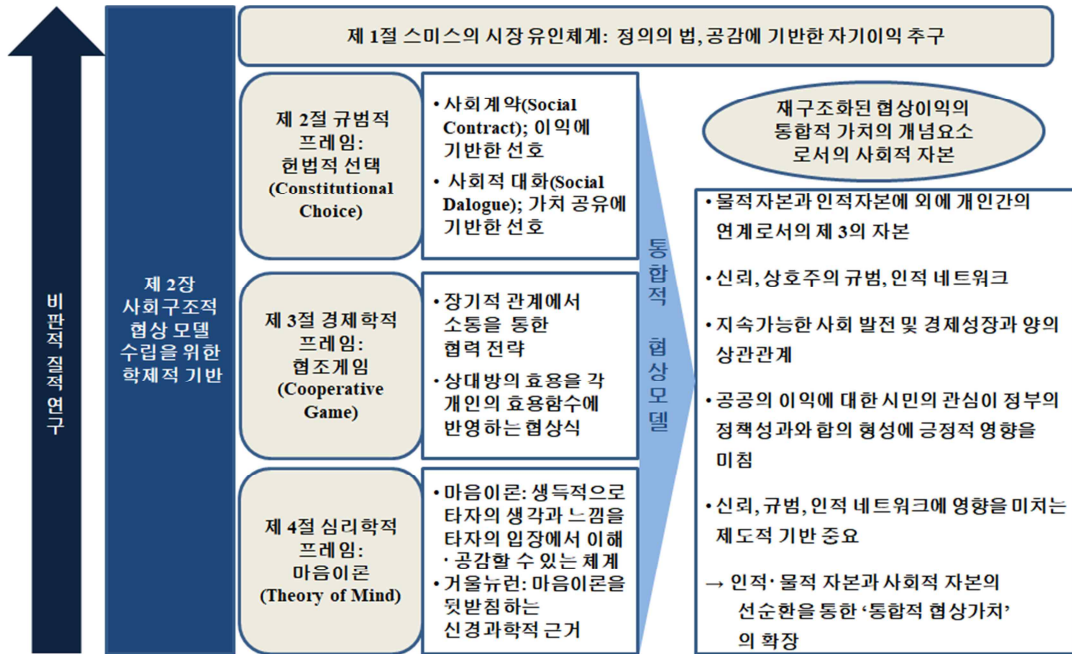 제 1절 스미스의 시장 유인체계: 정의의 법, 공감에 기반한 자기이익 추구
비판적 질적 연구
제 2장
사회구조적
협상 모델
수립을 위한
학제적 기반
제 2절 규범적
프레임:
헌법적 선택
(Constitutional
Choice)
• 사회계약(Social
Contract); 이익에
기반한 선호
• 사회적 대화(Social
Dialogue); 가치 공유에
기반한 선호
제 3절 경제학적
프레임:
협조게임
(Cooperative
Game)
• 장기적 관계에서
소통을 통한
협력 전략
• 상대방의 효용을 각
개인의 효용함수에
반영하는 협상식
제 4절 심리학적
프레임:
마음이론
(Theory of Mind)
• 마음이론: 생득적으로
타자의 생각과 느낌을
타자의 입장에서 이해
· 공감할 수 있는 체계
• 거울뉴런: 마음이론을
뒷받침하는
신경과학적 근거
통합적 협상모델
재구조화된 협상이익의
통합적 가치의 개념요소
로서의 사회적 자본
• 물적자본과 인적자본에 외에 개인간의
연계로서의 제 3의 자본
• 신뢰, 상호주의 규범, 인적 네트워크
• 지속가능한 사회 발전 및 경제성장과 양의
상관관계
• 공공의 이익에 대한 시민의 관심이 정부의
정책성과와 합의 형성에 긍정적 영향을
미침
• 신뢰, 규범, 인적 네트워크에 영향을 미치는
제도적 기반 중요
→ 인적· 물적 자본과 사회적 자본의
선순환을 통한 ‘통합적 협상가치’
의 확장